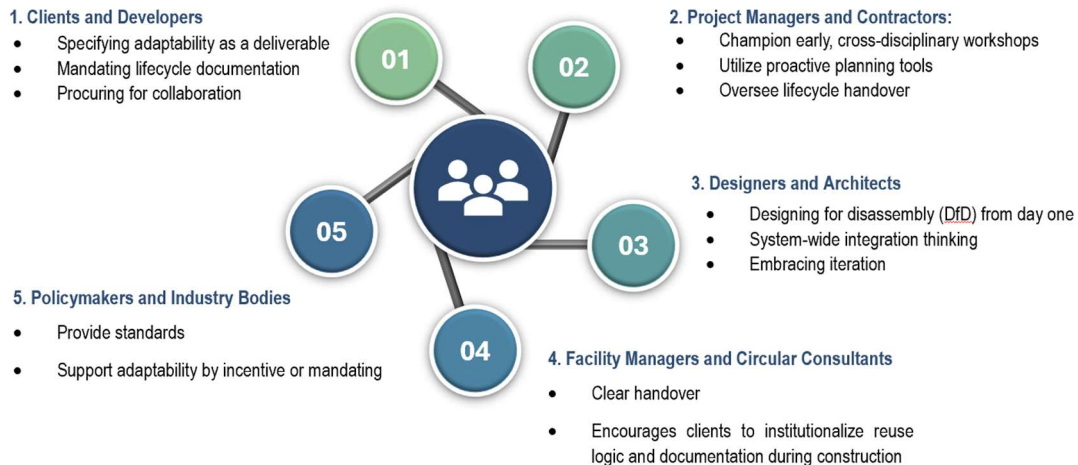 1. Clients and Developers
• Specifying adaptability as a deliverable
• Mandating lifecycle documentation
• Procuring for collaboration
01
02
2. Project Managers and Contractors:
• Champion early, cross-disciplinary workshops
• Utilize proactive planning tools
• Oversee lifecycle handover
3. Designers and Architects
• Designing for disassembly (DfD) from day one
• System-wide integration thinking
• Embracing iteration
03
05
5. Policymakers and Industry Bodies
• Provide standards
• Support adaptability by incentive or mandating
04
4. Facility Managers and Circular Consultants
• Clear handover
• Encourages clients to institutionalize reuse
logic and documentation during construction